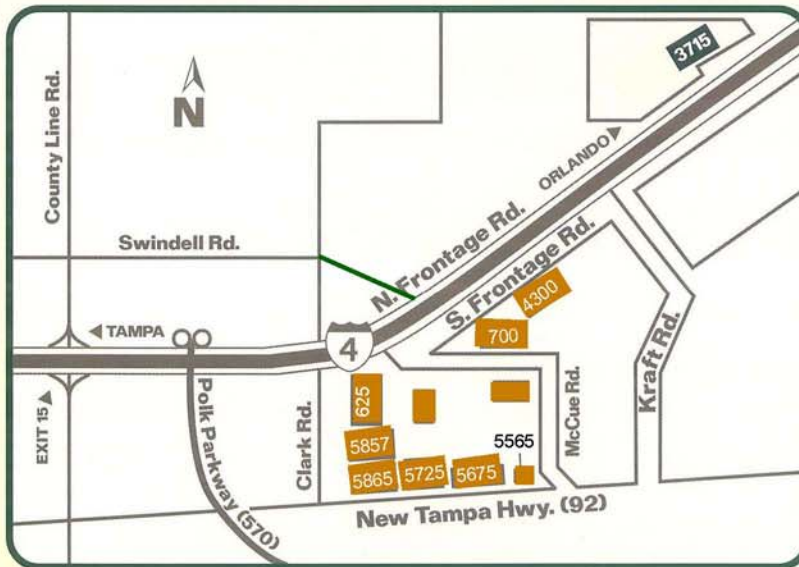 3715
N
County Line Rd.
ORLANDO
Swindell Rd.
N. Frontage Rd.
S. Frontage Rd.
4300
TAMPA
4
700
Kraft Rd.
EXIT 15
Polk Parkway (570)
Clark Rd.
625
McCue Rd.
5857
5565
5865
5725
5675
New Tampa Hwy. (92)